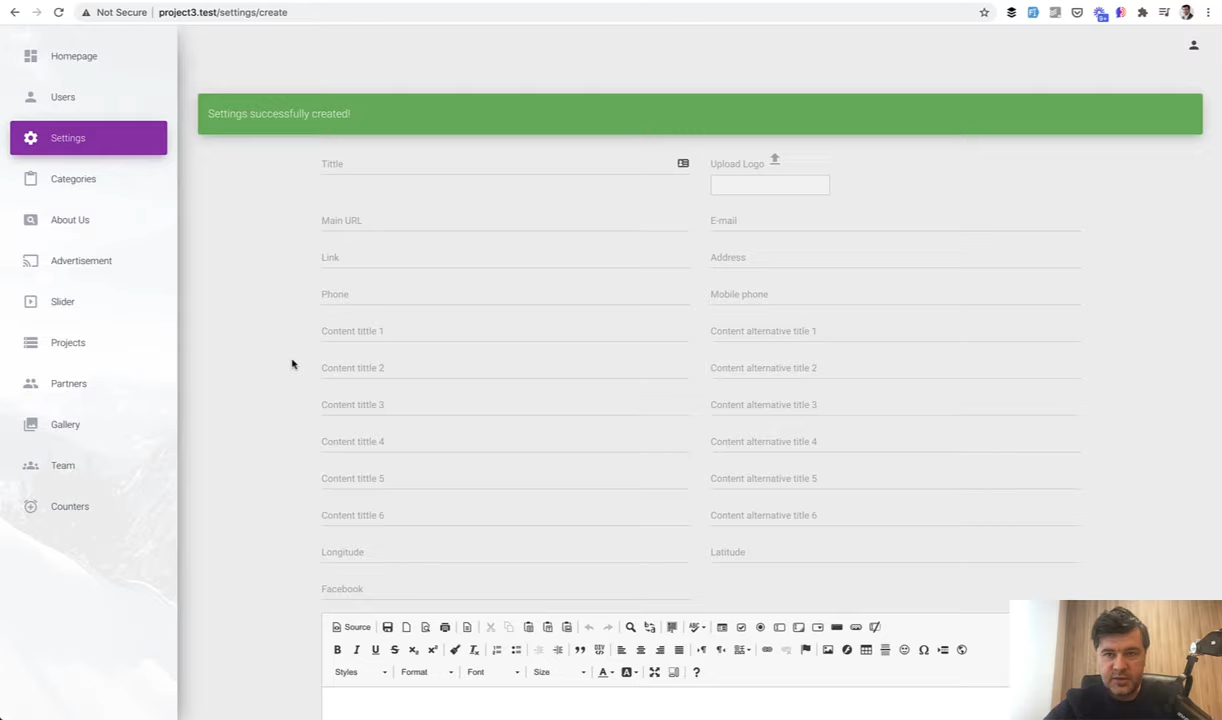 Not Secure project3.test/settings/create
9+
Homepage
Users
Settings
Categories
About Us
Advertisement
Slider
Projects
Partners
Gallery
Team
Counters
Settings successfully created!
Tittle Upload Logo
Main URL E-mail
Link Address
Phone Mobile phone
Content tittle 1 Content alternative title 1
Content tittle 2 Content alternative title 2
Content tittle 3 Content alternative title 3
Content tittle 4 Content alternative title 4
Content tittle 5 Content alternative title 5
Content tittle 6 Content alternative title 6
Longitude Latitude
Facebook
Source
Styles Format Font Size